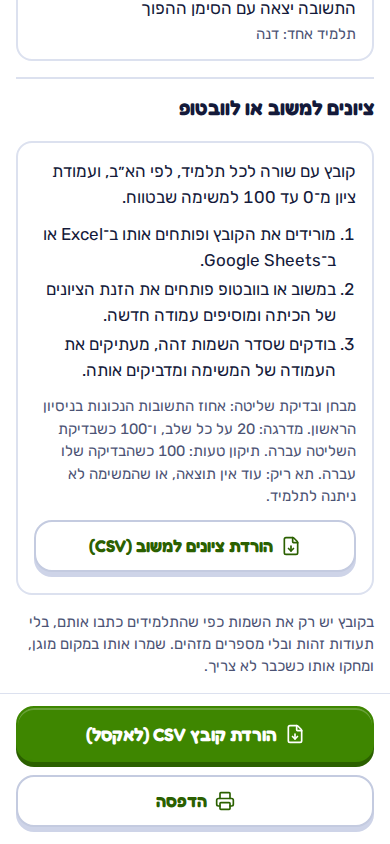 התשובה יצאה עם הסימן ההפוך
תלמיד אחד: דנה
ציונים למשוב או לוובטופ
קובץ עם שורה לכל תלמיד, לפי הא״ב, ועמודת
ציון מ־0 עד 100 למשימה שבטווח.
1. מורידים את הקובץ ופותחים אותו ב־Excel או
ב־Google Sheets.
2. במשוב או בוובטופ פותחים את הזנת הציונים
של הכיתה ומוסיפים עמודה חדשה.
3. בודקים שסדר השמות זהה, מעתיקים את
העמודה של המשימה ומדביקים אותה.
מבחן ובדיקת שליטה: אחוז התשובות הנכונות בניסיון
הראשון. מדרגה: 20 על כל שלב, ו־100 כשבדיקת
השליטה עברה. תיקון טעות: 100 כשהבדיקה שלו
עברה. תא ריק: עוד אין תוצאה, או שהמשימה לא
ניתנה לתלמיד.
הורדת ציונים למשוב (CSV)
בקובץ יש רק את השמות כפי שהתלמידים כתבו אותם, בלי
תעודות זהות ובלי מספרים מזהים. שמרו אותו במקום מוגן,
ומחקו אותו כשכבר לא צריך.
הורדת קובץ CSV (לאקסל)
הדפסה